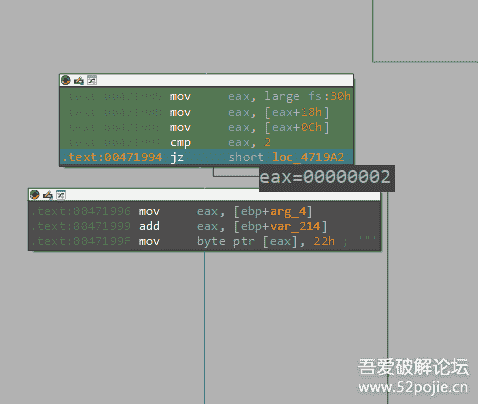 mov eax, large fs:30h
mov eax, [eax+18h]
mov eax, [eax+0Ch]
cmp eax, 2
.text:00471994 jz short loc_4719A2
eax=00000002
.text:00471996 mov eax, [ebp+arg_4]
.text:00471999 add eax, [ebp+var_214]
.text:0047199F mov byte ptr [eax], 22h ; '"'
吾爱破解论坛
www.52pojie.cn